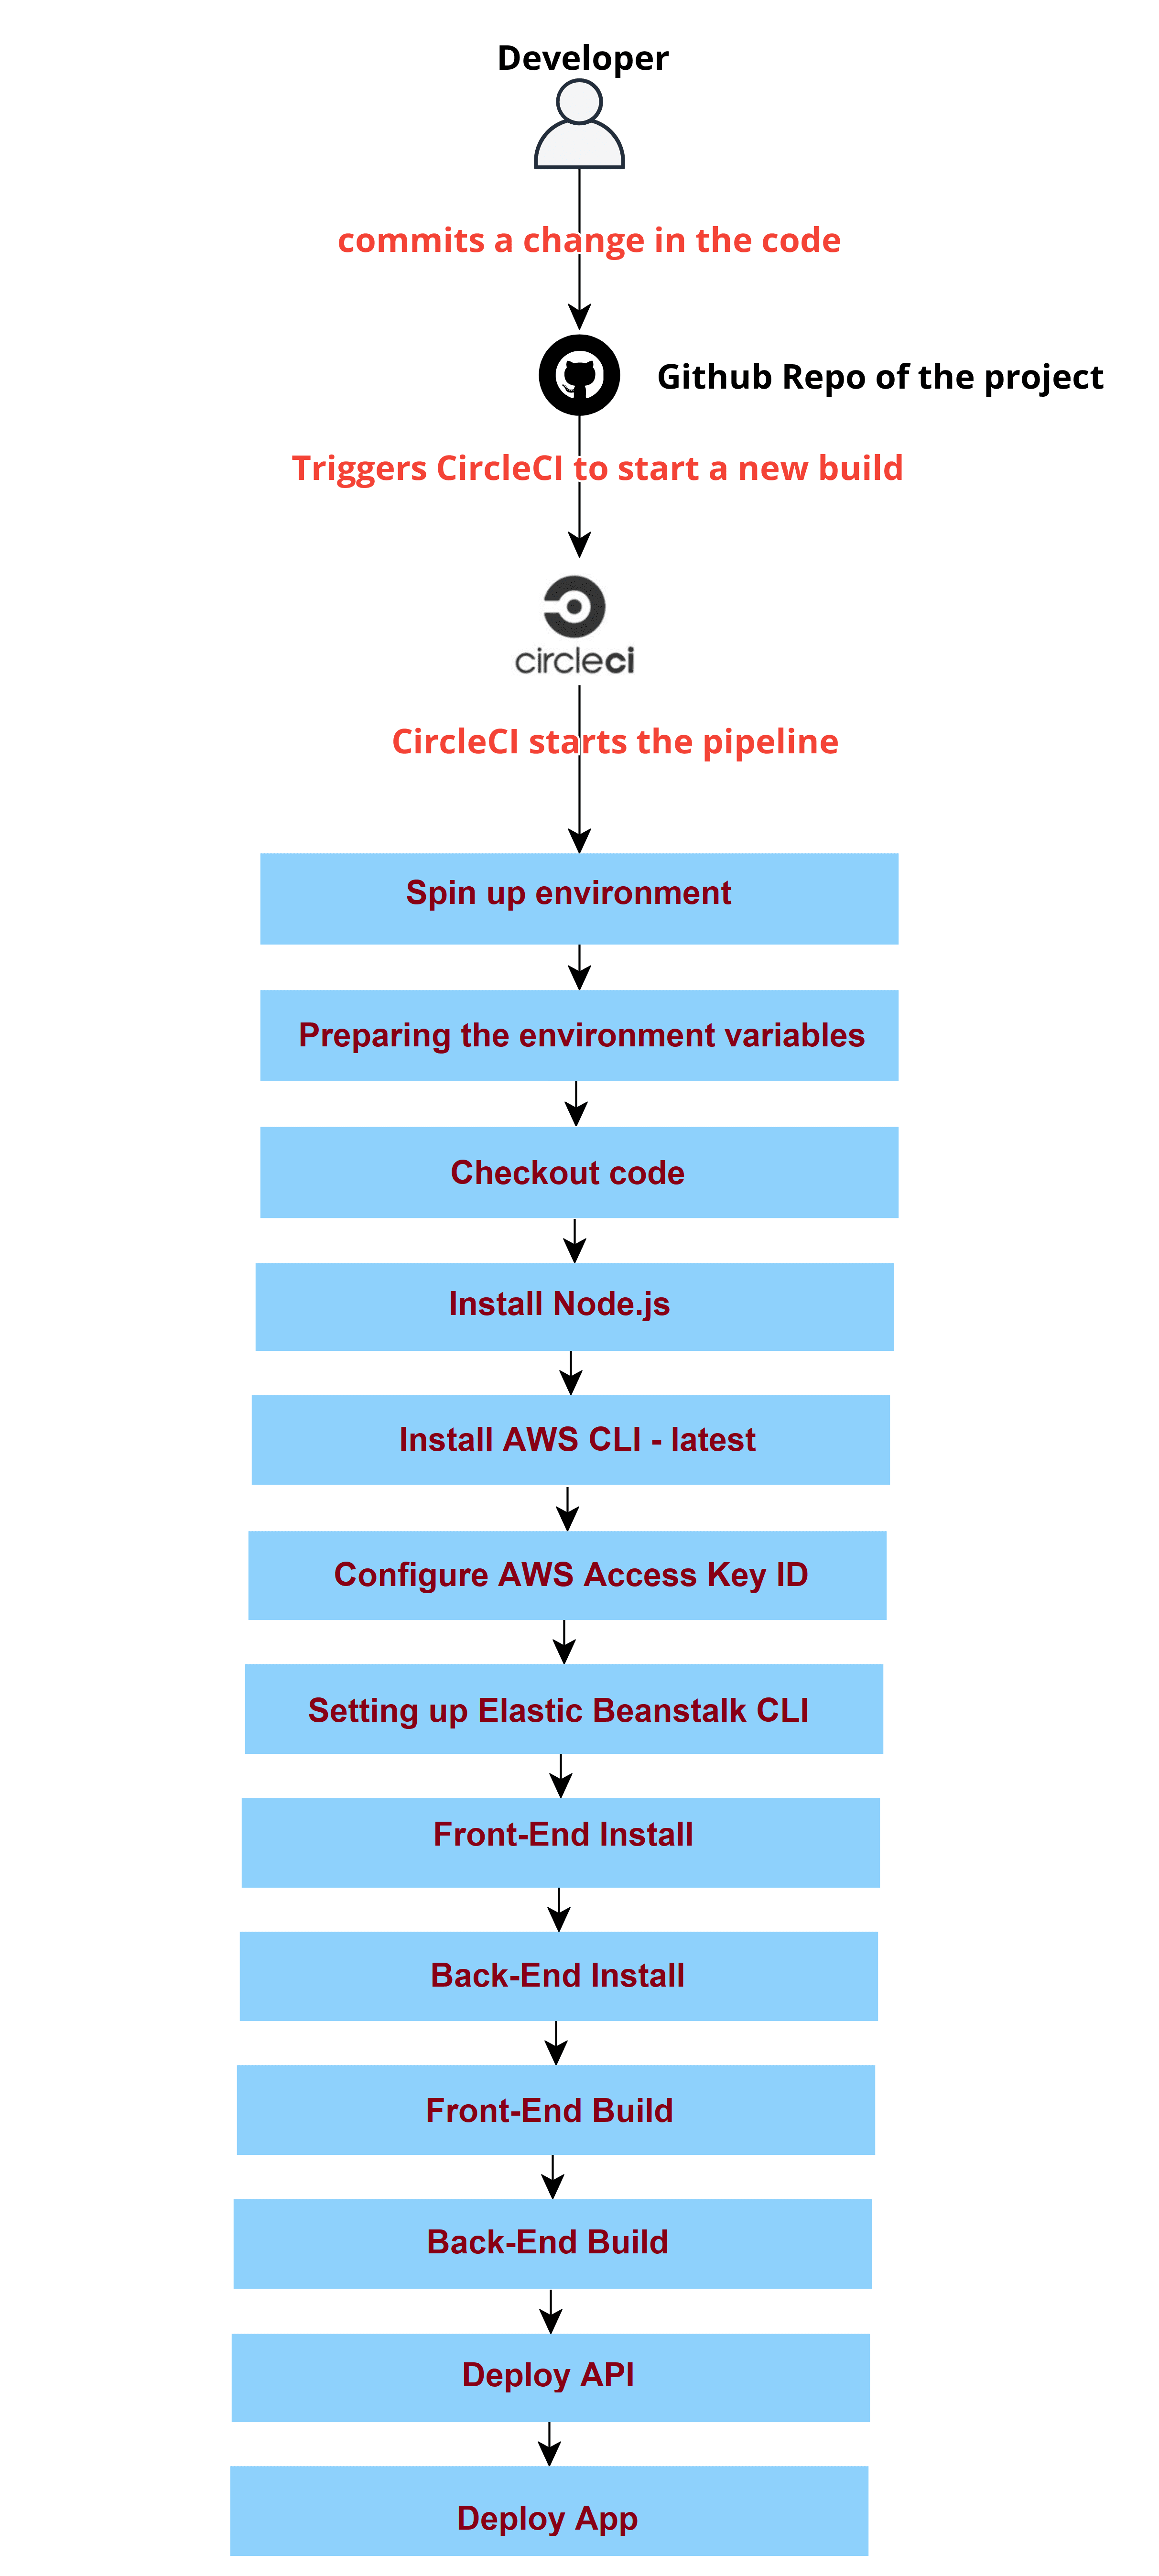 Developer
commits a change in the code
Github Repo of the project
Triggers CircleCI to start a new build
circleci
CircleCI starts the pipeline
Spin up environment
Preparing the environment variables
Checkout code
Install Node.js
Install AWS CLI - latest
Configure AWS Access Key ID
Setting up Elastic Beanstalk CLI
Front-End Install
Back-End Install
Front-End Build
Back-End Build
Deploy API
Deploy App